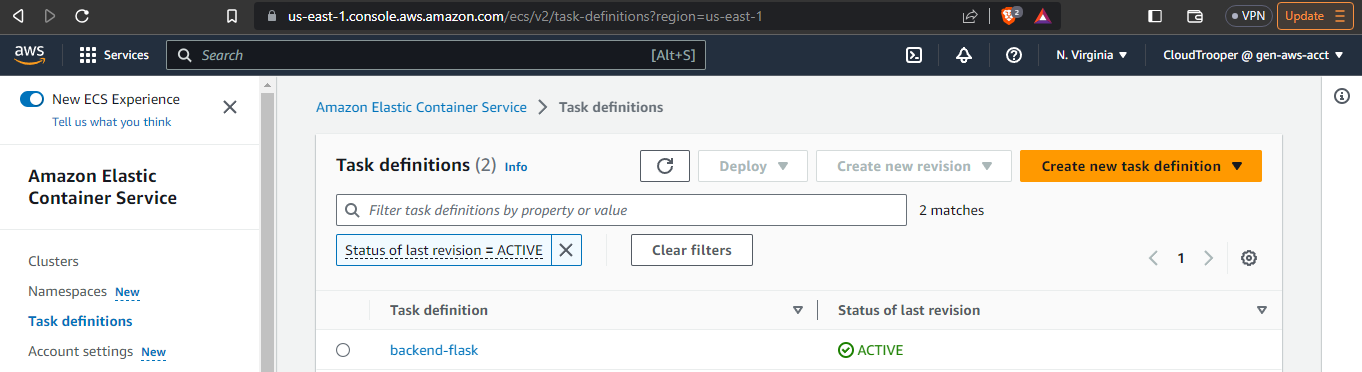 us-east-1.console.aws.amazon.com/ecs/v2/task-definitions?region=us-east-1
2
VPN
Update
aws
Services
Search
[Alt+S]
N. Virginia
CloudTrooper @ gen-aws-acct
New ECS Experience
Tell us what you think
Amazon Elastic Container Service
Clusters
Namespaces New
Task definitions
Account settings New
Amazon Elastic Container Service
Task definitions
Task definitions (2) Info
Deploy
Create new revision
Create new task definition
Filter task definitions by property or value
2 matches
Status of last revision = ACTIVE
Clear filters
1
Task definition
Status of last revision
backend-flask
ACTIVE